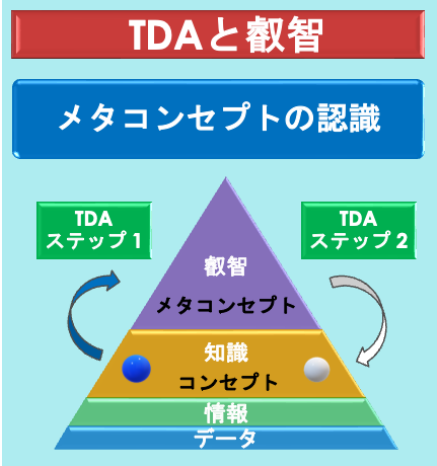 TDAと叡智
メタコンセプトの認識
TDA
ステップ1
TDA
ステップ2
叡智
メタコンセプト
知識
コンセプト
情報
データ